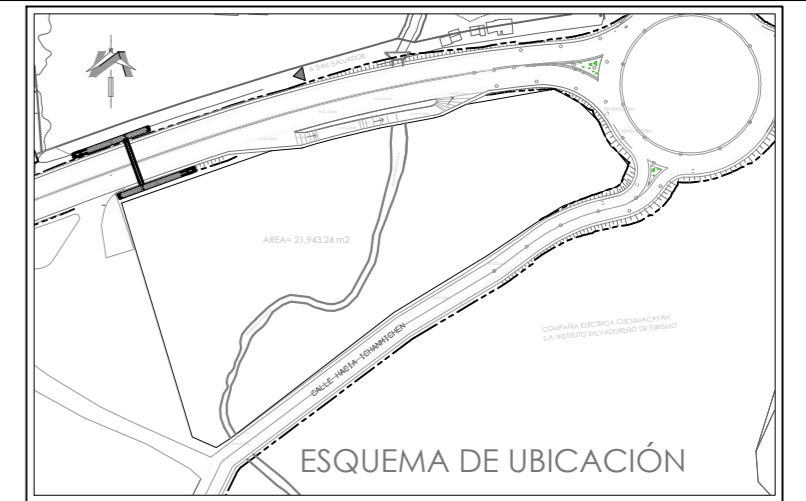 A SAN SALVADOR
AREA= 21,943.24 m2
COMPAÑIA ELECTRICA CUCUMACAYAN
S.A. INSTITUTO SALVADOREÑO DE TURISMO
CALLE HACIA ICHANMICHEN
ESQUEMA DE UBICACIÓN